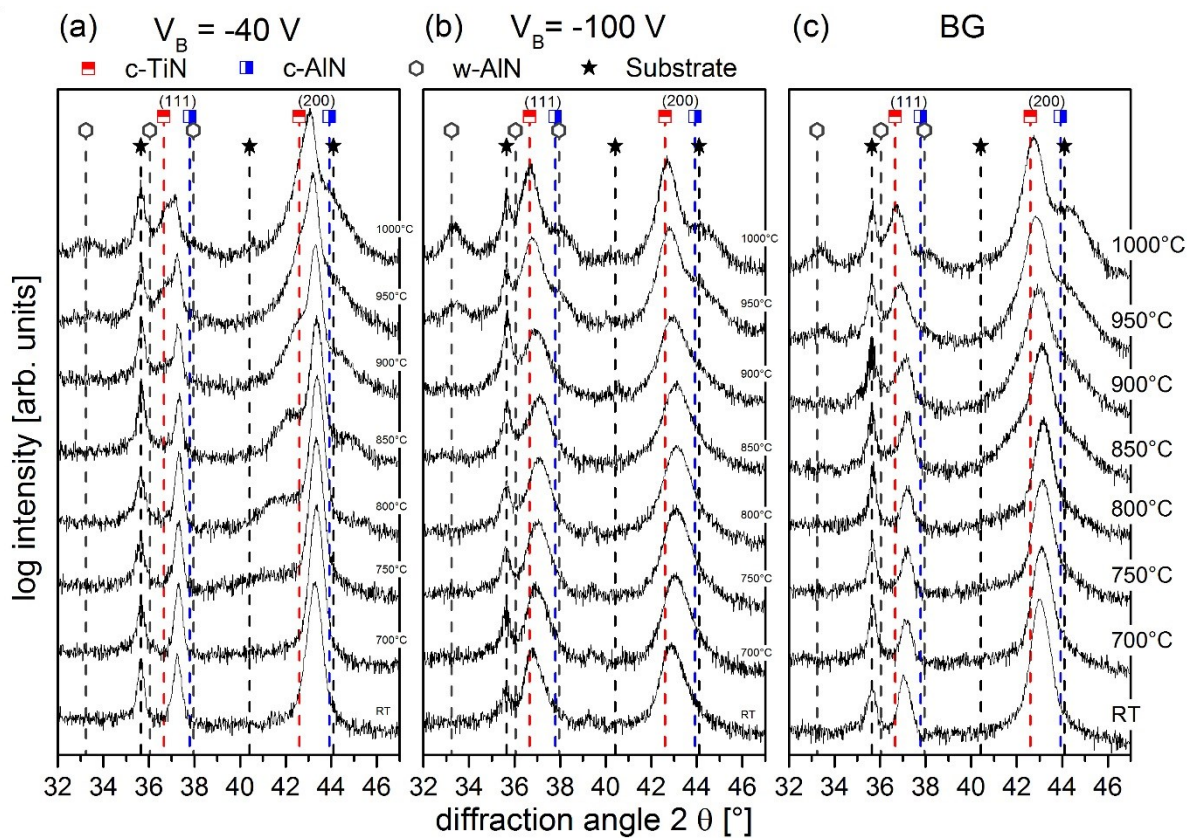 (a) V_B = -40 V (b) V_B= -100 V (c) BG
c-TiN c-AlN w-AlN Substrate
(111) (200) (111) (200) (111) (200)
1000°C 1000°C 1000°C
950°C 950°C 950°C
900°C 900°C 900°C
850°C 850°C 850°C
800°C 800°C 800°C
750°C 750°C 750°C
700°C 700°C 700°C
RT RT RT
log intensity [arb. units]
32 34 36 38 40 42 44 46 32 34 36 38 40 42 44 46 32 34 36 38 40 42 44 46
diffraction angle 2 θ [°]